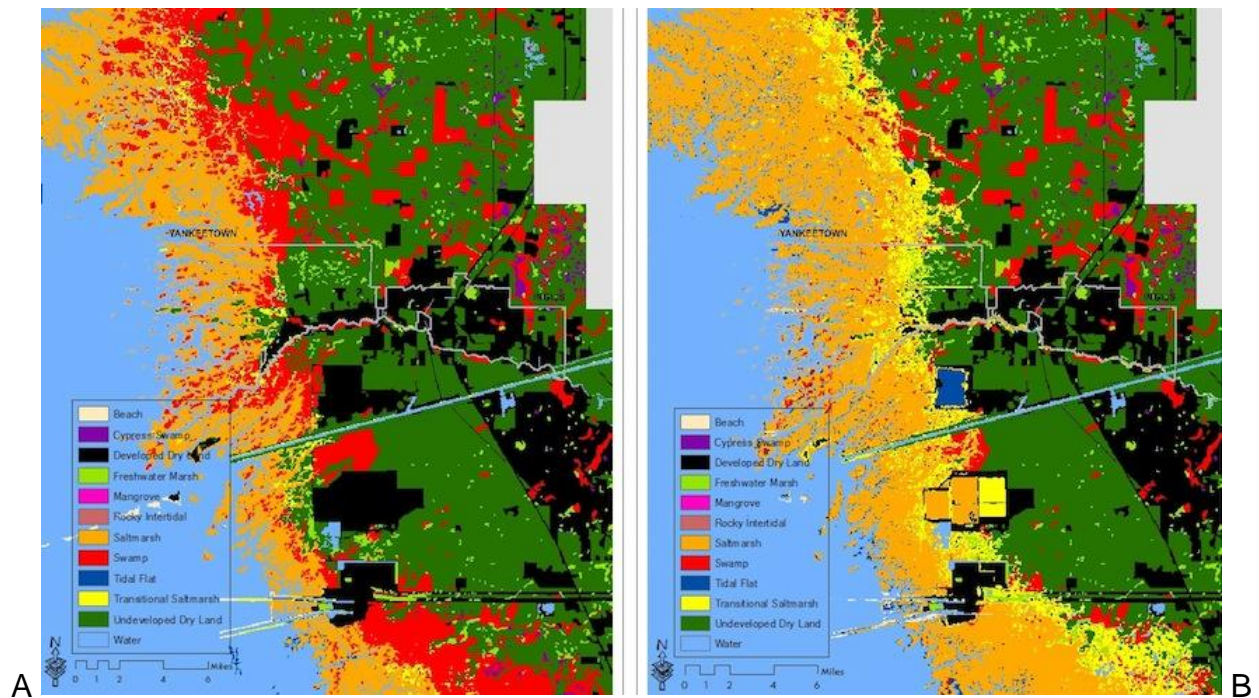 YANKEETOWN
INGLIS
Beach
Cypress Swamp
Developed Dry Land
Freshwater Marsh
Mangrove
Rocky Intertidal
Saltmarsh
Swamp
Tidal Flat
Transitional Saltmarsh
Undeveloped Dry Land
Water
N
0 1 2 4 6
Miles
A
YANKEETOWN
INGLIS
Beach
Cypress Swamp
Developed Dry Land
Freshwater Marsh
Mangrove
Rocky Intertidal
Saltmarsh
Swamp
Tidal Flat
Transitional Saltmarsh
Undeveloped Dry Land
Water
N
0 1 2 4 6
Miles
B